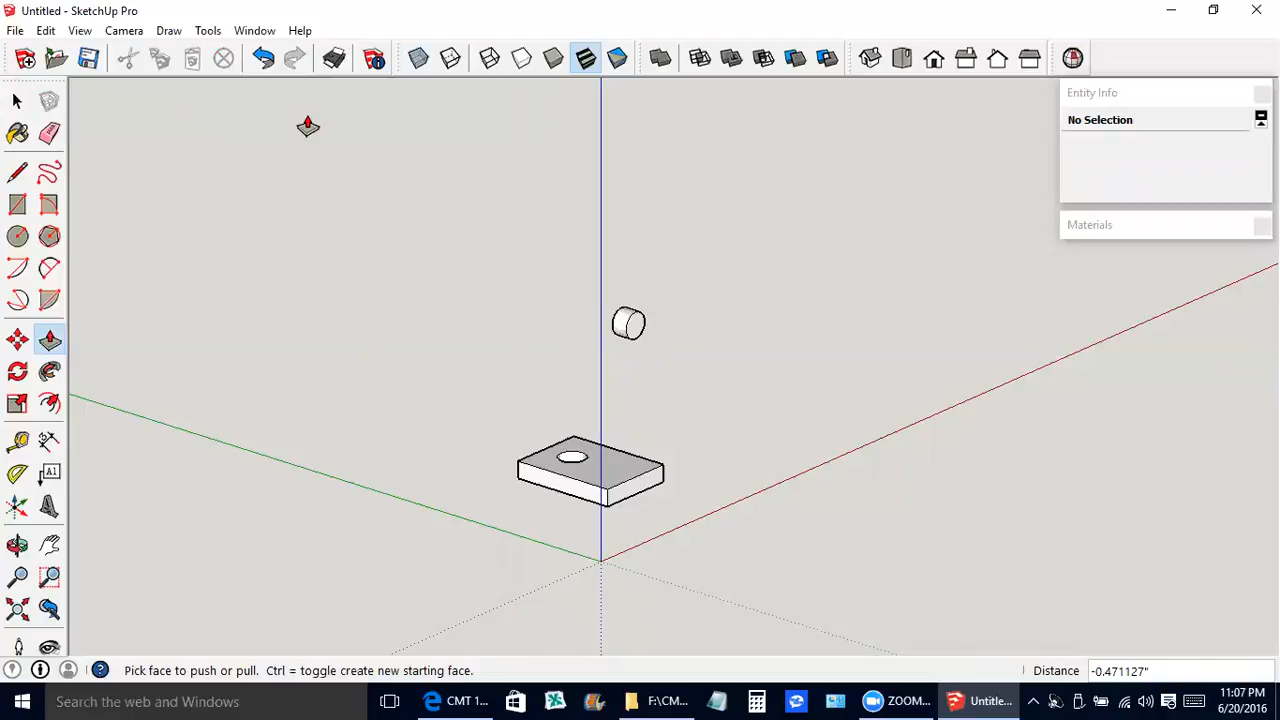 Untitled - SketchUp Pro
File Edit View Camera Draw Tools Window Help
Entity Info
No Selection
Materials
A1
Pick face to push or pull. Ctrl = toggle create new starting face.
Distance -0.471127"
Search the web and Windows
CMT 1...
F:\CM...
ZOOM...
Untitle...
11:07 PM
6/20/2016